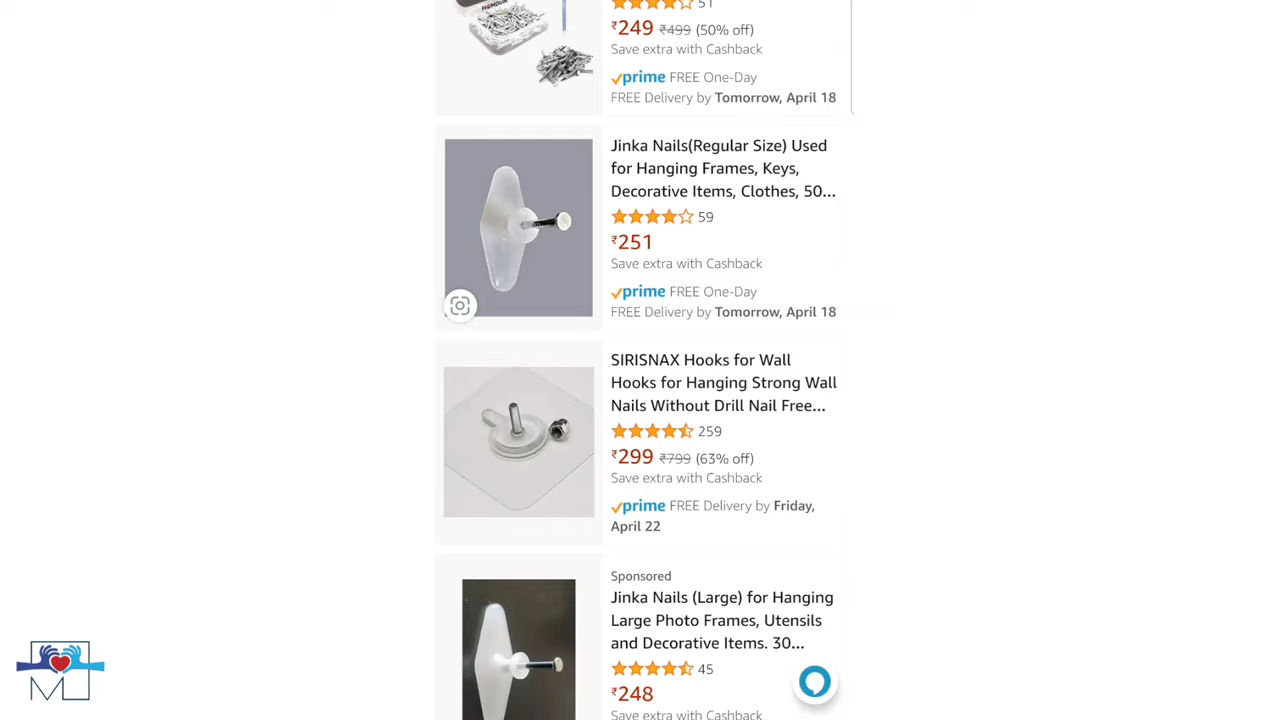 HOMDUM
51
₹249 ₹499 (50% off)
Save extra with Cashback
prime FREE One-Day
FREE Delivery by Tomorrow, April 18
Jinka Nails(Regular Size) Used
for Hanging Frames, Keys,
Decorative Items, Clothes, 50...
59
₹251
Save extra with Cashback
prime FREE One-Day
FREE Delivery by Tomorrow, April 18
SIRISNAX Hooks for Wall
Hooks for Hanging Strong Wall
Nails Without Drill Nail Free...
259
₹299 ₹799 (63% off)
Save extra with Cashback
prime FREE Delivery by Friday,
April 22
Sponsored
Jinka Nails (Large) for Hanging
Large Photo Frames, Utensils
and Decorative Items. 30...
45
₹248
Save extra with Cashback
M